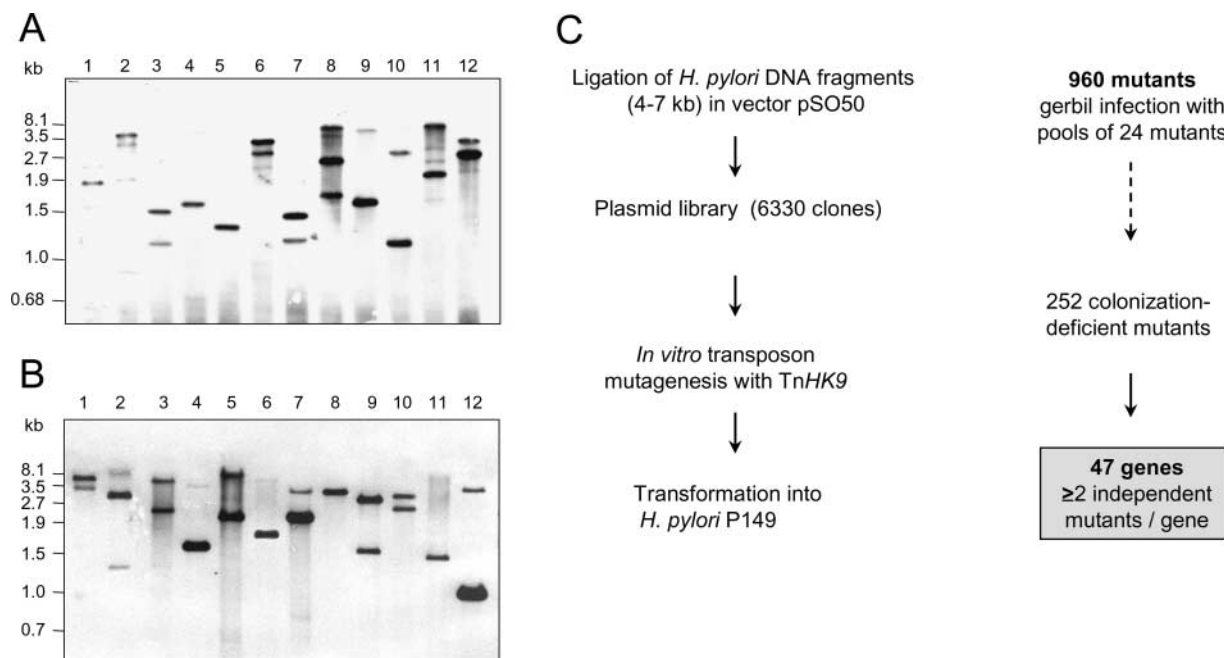 A
kb
1 2 3 4 5 6 7 8 9 10 11 12
8.1
3.5
2.7
1.9
1.5
1.0
0.68
B
kb
1 2 3 4 5 6 7 8 9 10 11 12
8.1
3.5
2.7
1.9
1.5
1.0
0.7
C
Ligation of H. pylori DNA fragments
(4-7 kb) in vector pSO50
Plasmid library (6330 clones)
In vitro transposon
mutagenesis with TnHK9
Transformation into
H. pylori P149
960 mutants
gerbil infection with
pools of 24 mutants
252 colonization-
deficient mutants
47 genes
≥2 independent
mutants / gene